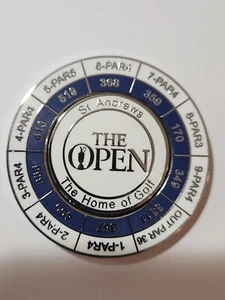 St Andrews
THE
OPEN
The Home of Golf
1-PAR4
2-PAR4
3-PAR4
4-PAR4
5-PAR5
6-PAR4
7-PAR4
8-PAR3
9-PAR4
OUT PAR 36
359
170
349